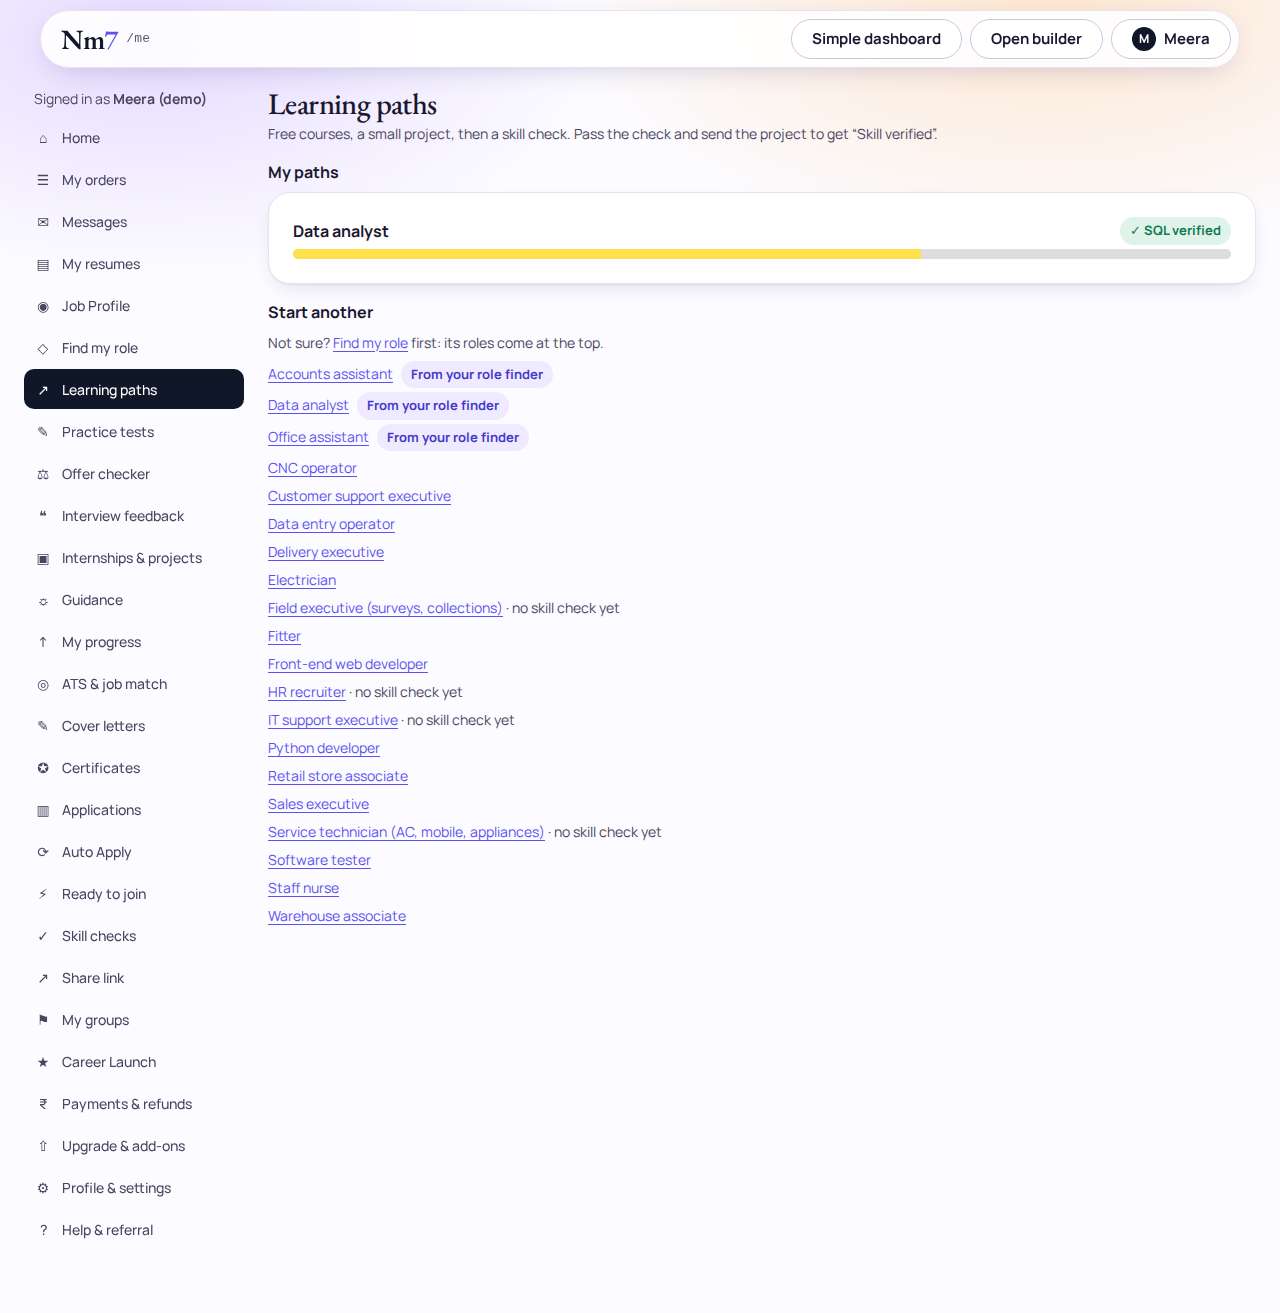 Nm7 /me
Simple dashboard
Open builder
M Meera
Signed in as Meera (demo)
⌂ Home
☰ My orders
✉ Messages
▤ My resumes
◉ Job Profile
◇ Find my role
↗ Learning paths
✎ Practice tests
⚖ Offer checker
❝ Interview feedback
▣ Internships & projects
☼ Guidance
↑ My progress
◎ ATS & job match
✎ Cover letters
✪ Certificates
▥ Applications
⟳ Auto Apply
⚡ Ready to join
✓ Skill checks
↗ Share link
⚑ My groups
★ Career Launch
₹ Payments & refunds
⇧ Upgrade & add-ons
⚙ Profile & settings
? Help & referral
Learning paths
Free courses, a small project, then a skill check. Pass the check and send the project to get “Skill verified”.
My paths
Data analyst
✓ SQL verified
Start another
Not sure? Find my role first: its roles come at the top.
Accounts assistant From your role finder
Data analyst From your role finder
Office assistant From your role finder
CNC operator
Customer support executive
Data entry operator
Delivery executive
Electrician
Field executive (surveys, collections) · no skill check yet
Fitter
Front-end web developer
HR recruiter · no skill check yet
IT support executive · no skill check yet
Python developer
Retail store associate
Sales executive
Service technician (AC, mobile, appliances) · no skill check yet
Software tester
Staff nurse
Warehouse associate